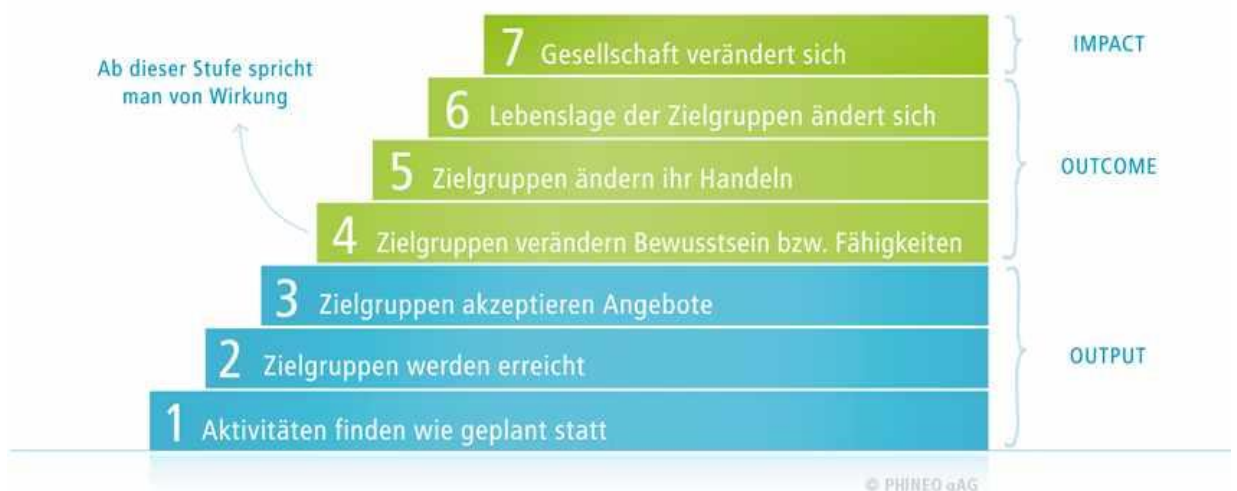 7 Gesellschaft verändert sich
IMPACT
Ab dieser Stufe spricht
man von Wirkung
6 Lebenslage der Zielgruppen ändert sich
5 Zielgruppen ändern ihr Handeln
OUTCOME
4 Zielgruppen verändern Bewusstsein bzw. Fähigkeiten
3 Zielgruppen akzeptieren Angebote
2 Zielgruppen werden erreicht
OUTPUT
1 Aktivitäten finden wie geplant statt
© PHINEO gAG